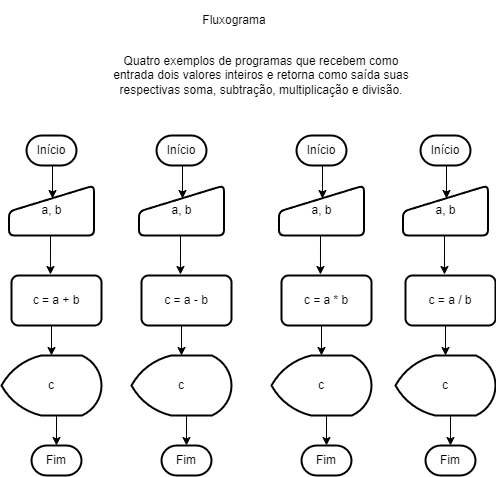 Fluxograma
Quatro exemplos de programas que recebem como
entrada dois valores inteiros e retorna como saída suas
respectivas soma, subtração, multiplicação e divisão.
Início
Início
Início
Início
a, b
a, b
a, b
a, b
c = a + b
c = a - b
c = a * b
c = a / b
c
c
c
c
Fim
Fim
Fim
Fim